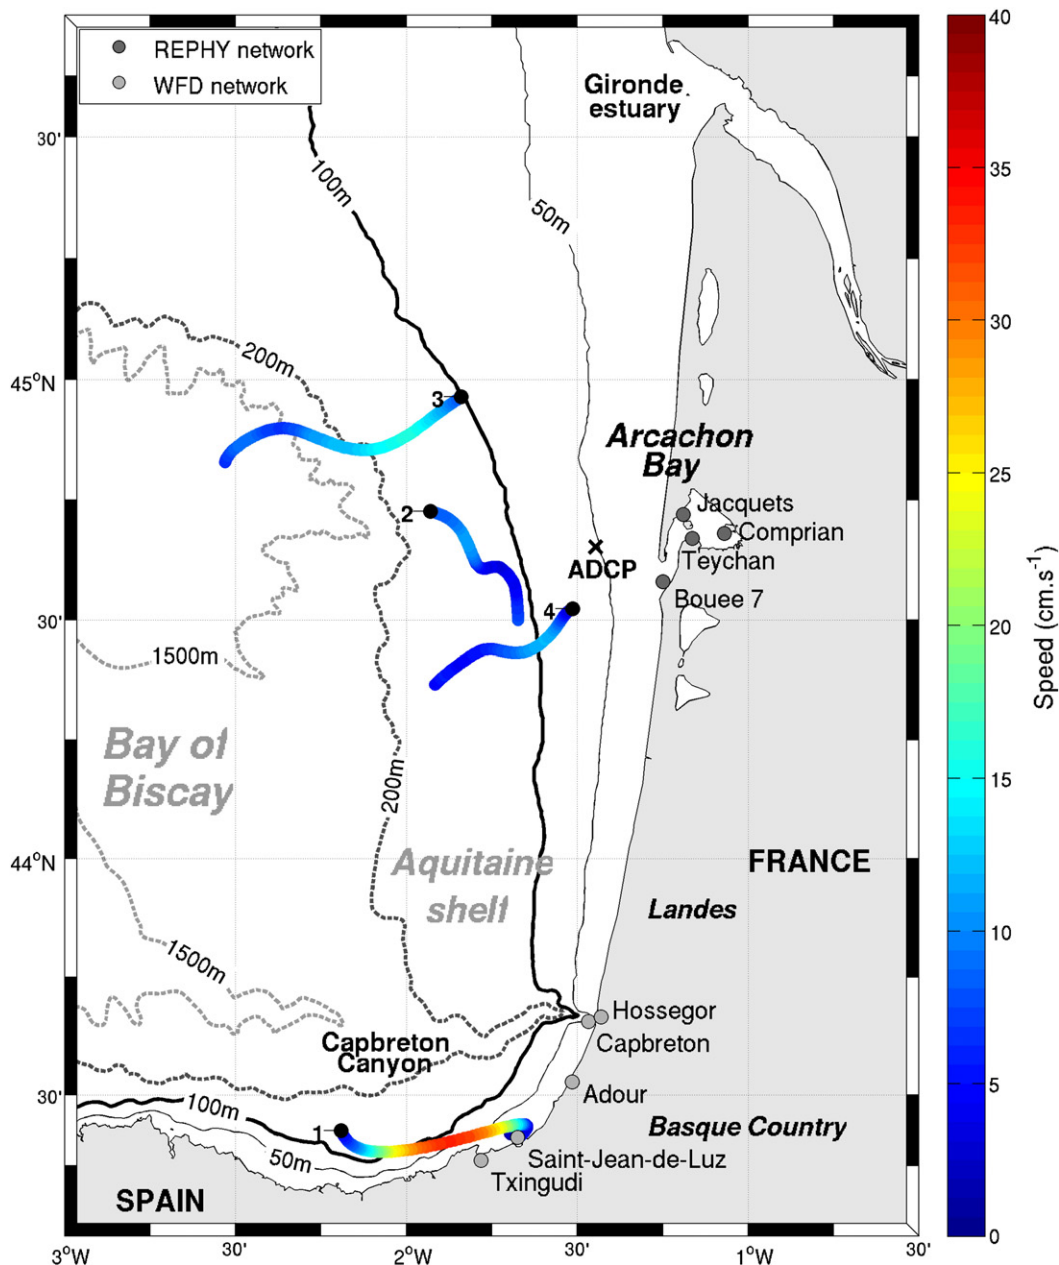 REPHY network
WFD network
Gironde
estuary
100m
50m
200m
3
Arcachon
Bay
Jacquets
Comprian
Teychan
Bouee 7
2
ADCP
4
1500m
Bay of
Biscay
200m
Aquitaine
shelf
FRANCE
Landes
1500m
Hossegor
Capbreton
Capbreton
Canyon
Adour
100m
1
50m
Basque Country
Saint-Jean-de-Luz
Txingudi
SPAIN
30'
45°N
30'
44°N
30'
3°W
30'
2°W
30'
1°W
30'
40
35
30
25
20
15
10
5
0
Speed (cm.s⁻¹)